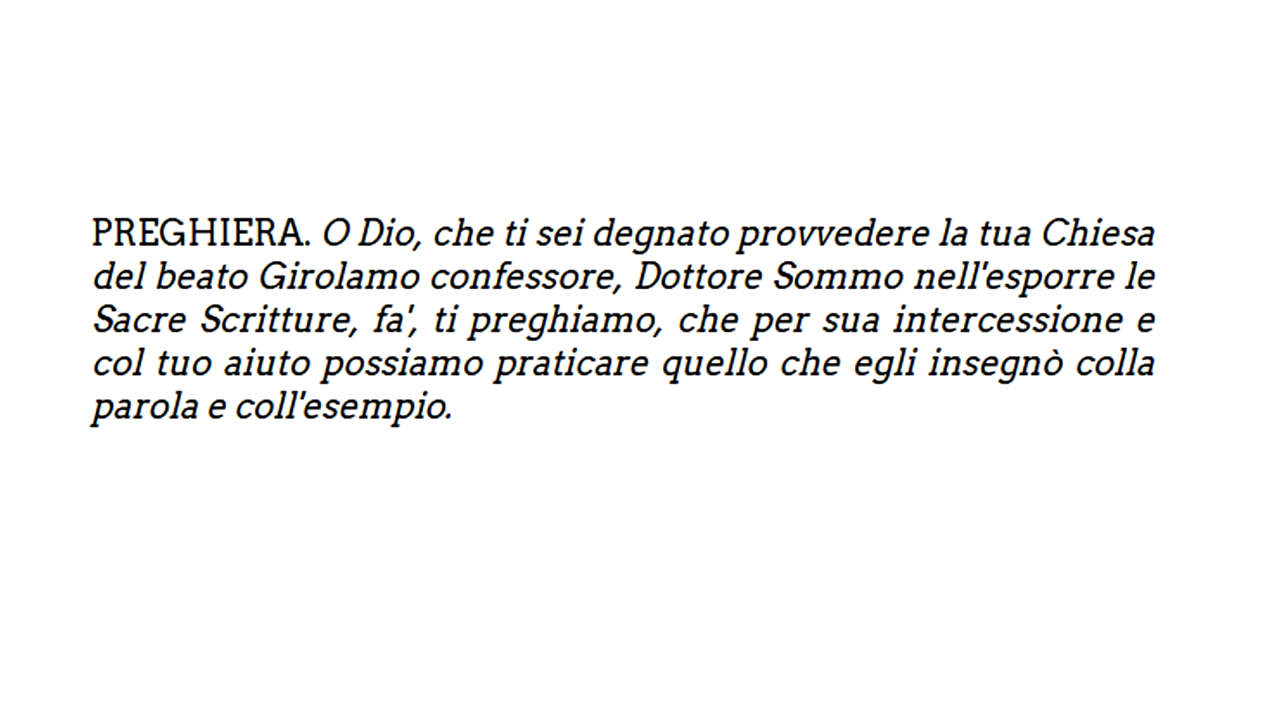 PREGHIERA. O Dio, che ti sei degnato provvedere la tua Chiesa
del beato Girolamo confessore, Dottore Sommo nell'esporre le
Sacre Scritture, fa', ti preghiamo, che per sua intercessione e
col tuo aiuto possiamo praticare quello che egli insegnò colla
parola e coll'esempio.